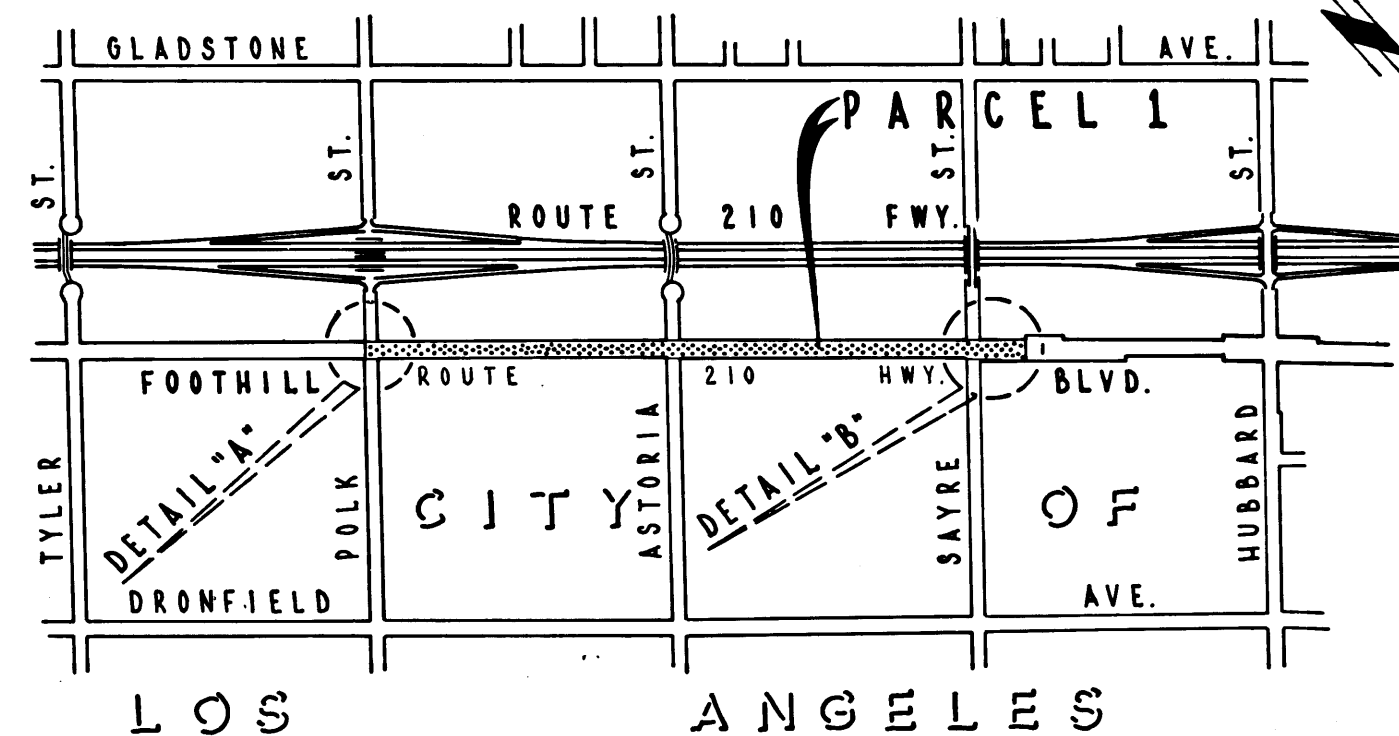 GLADSTONE AVE.
PARCEL 1
ST. ST. ST. ST. ST.
ROUTE 210 FWY.
FOOTHILL ROUTE 210 HWY. 1 BLVD.
DETAIL "A"
DETAIL "B"
TYLER
POLK
ASTORIA
SAYRE
HUBBARD
CITY OF
DRONFIELD AVE.
LOS ANGELES